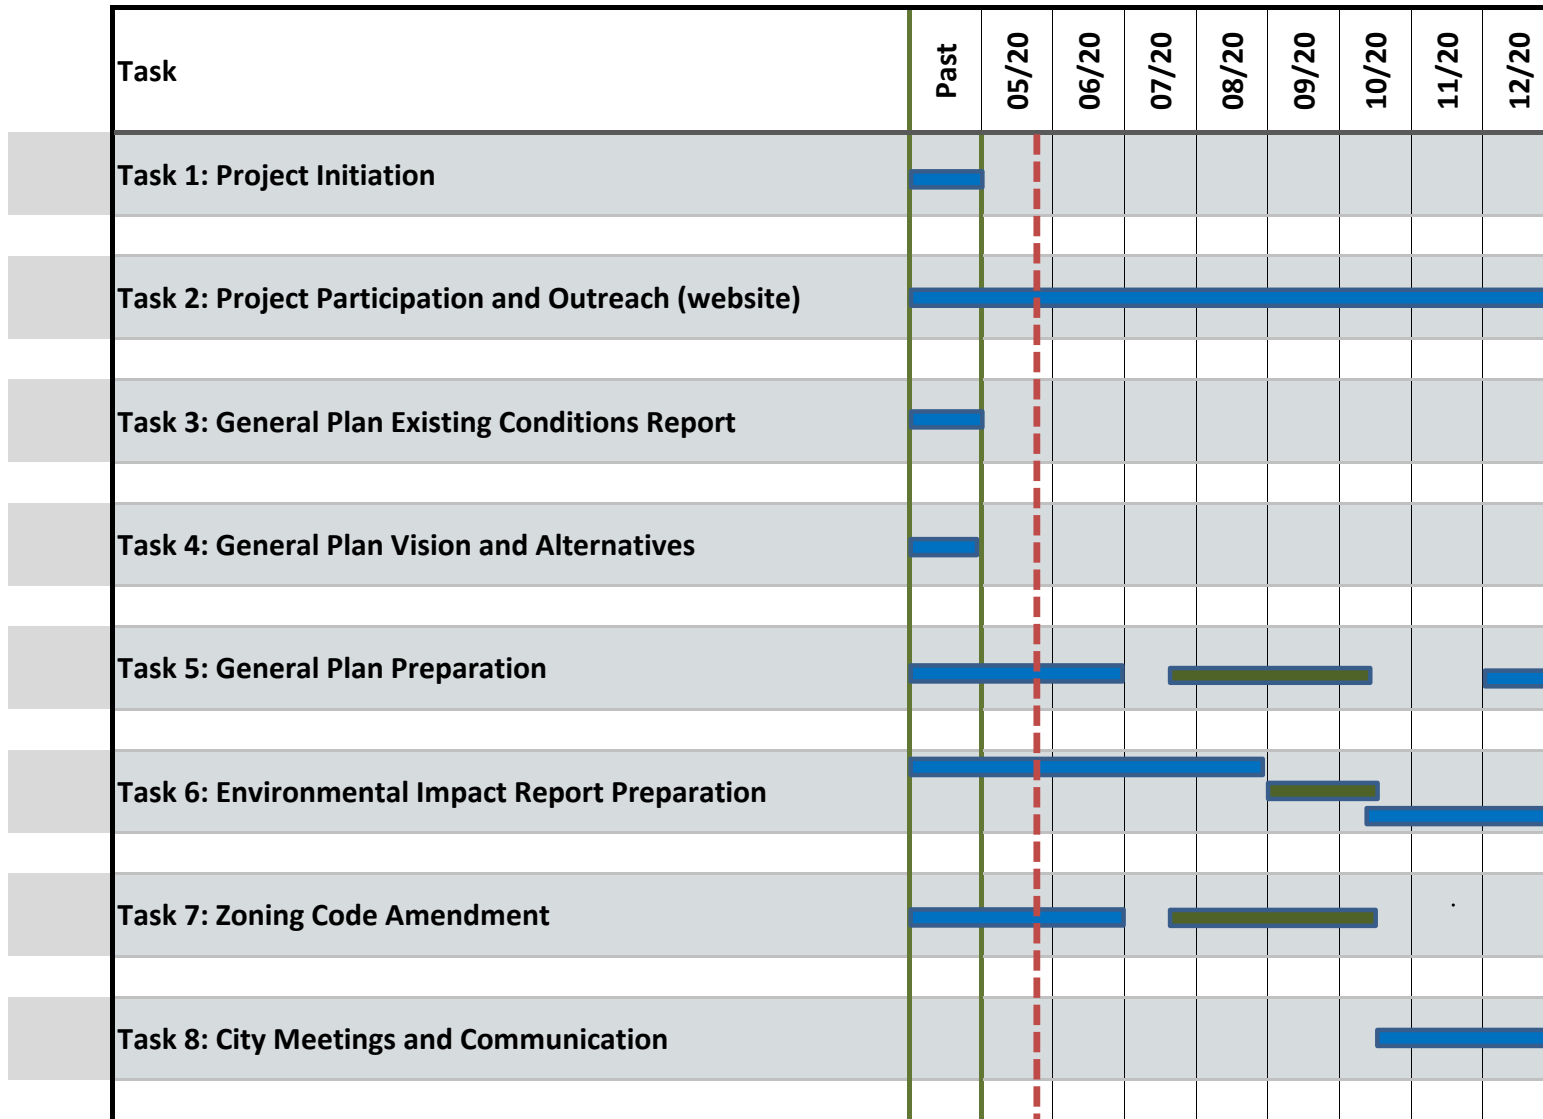 Task Past 05/20 06/20 07/20 08/20 09/20 10/20 11/20 12/20
Task 1: Project Initiation
Task 2: Project Participation and Outreach (website)
Task 3: General Plan Existing Conditions Report
Task 4: General Plan Vision and Alternatives
Task 5: General Plan Preparation
Task 6: Environmental Impact Report Preparation
Task 7: Zoning Code Amendment
Task 8: City Meetings and Communication